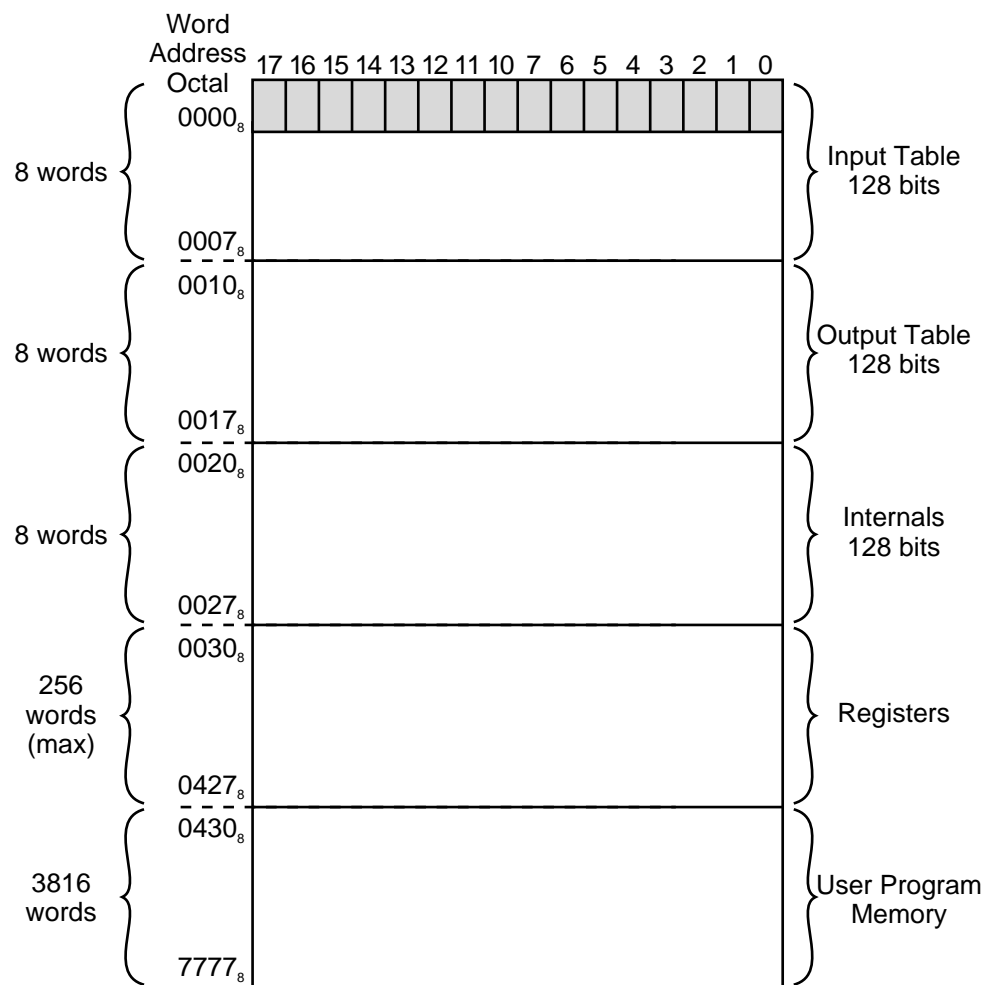 Word
Address
Octal
17 16 15 14 13 12 11 10 7 6 5 4 3 2 1 0
0000₈
8 words
Input Table
128 bits
0007₈
0010₈
8 words
Output Table
128 bits
0017₈
0020₈
8 words
Internals
128 bits
0027₈
0030₈
256
words
(max)
Registers
0427₈
0430₈
3816
words
User Program
Memory
7777₈